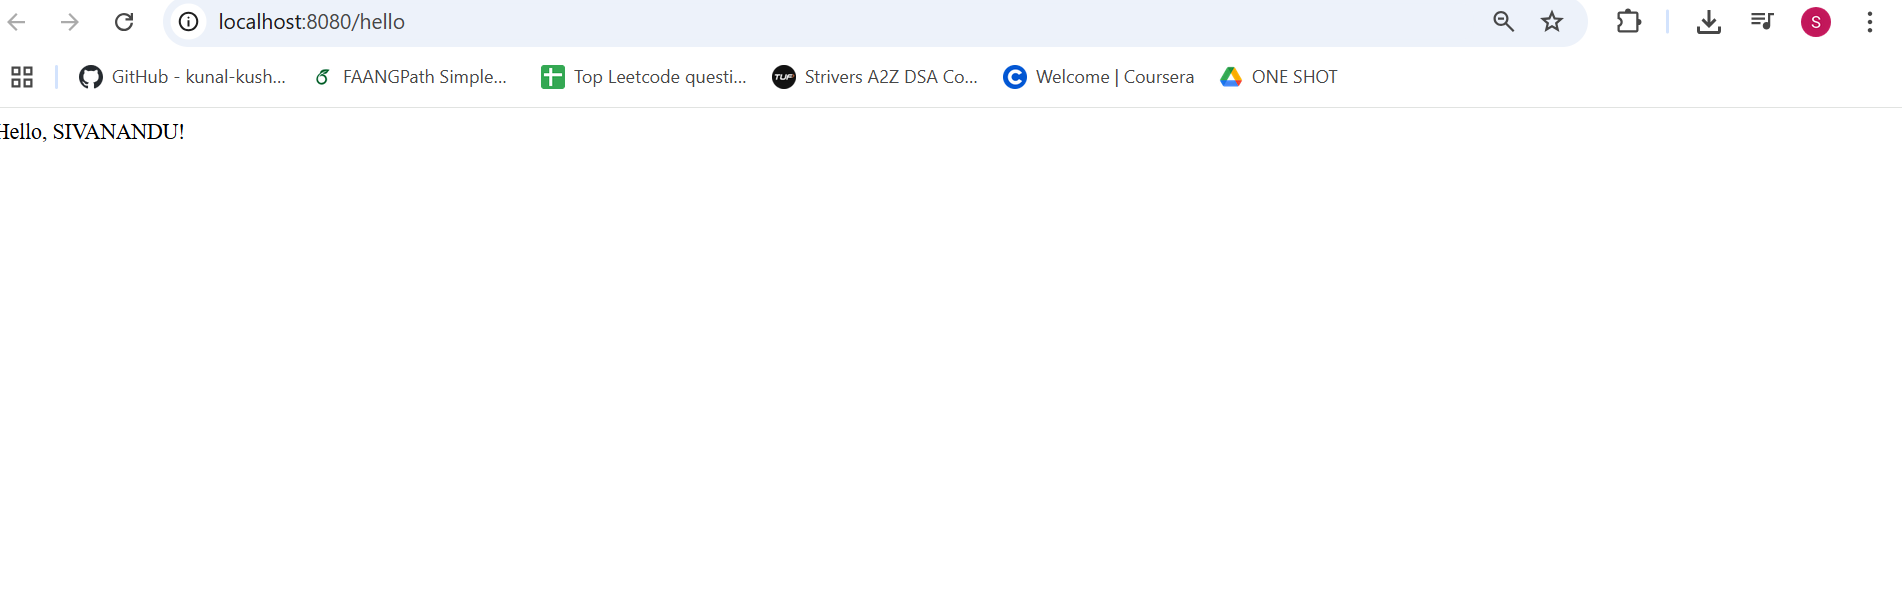 localhost:8080/hello
S
GitHub - kunal-kush... FAANGPath Simple... Top Leetcode questi... TUF Strivers A2Z DSA Co... Welcome | Coursera ONE SHOT
Hello, SIVANANDU!